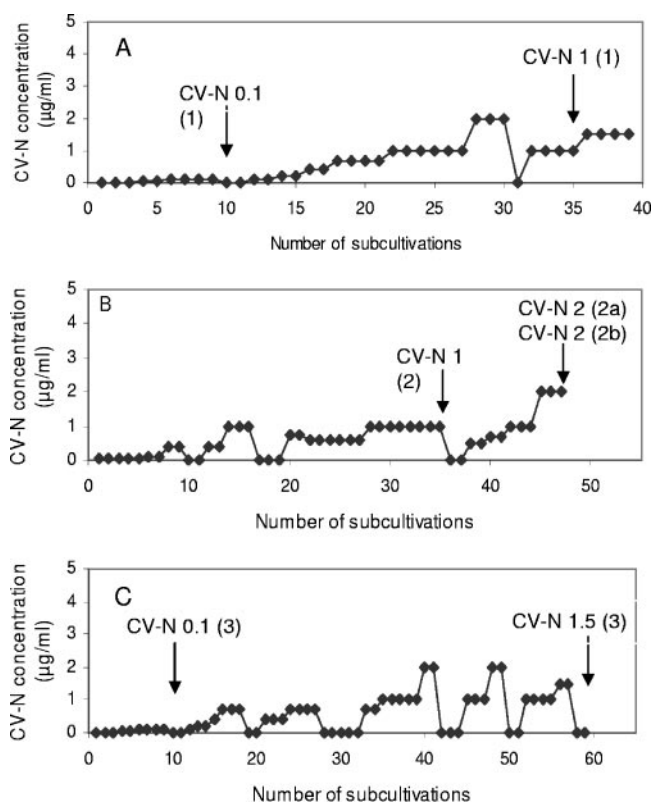 A
CV-N concentration
(µg/ml)
5
4
3
2
1
0
CV-N 0.1
(1)
CV-N 1 (1)
0 5 10 15 20 25 30 35 40
Number of subcultivations
B
CV-N concentration
(µg/ml)
5
4
3
2
1
0
CV-N 1
(2)
CV-N 2 (2a)
CV-N 2 (2b)
0 10 20 30 40 50
Number of subcultivations
C
CV-N concentration
(µg/ml)
5
4
3
2
1
0
CV-N 0.1 (3)
CV-N 1.5 (3)
0 10 20 30 40 50 60
Number of subcultivations